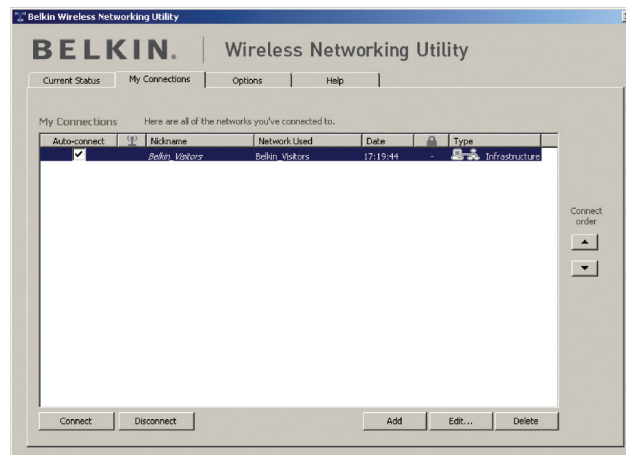 Belkin Wireless Networking Utility
BELKIN. | Wireless Networking Utility
Current Status My Connections Options Help
My Connections Here are all of the networks you've connected to.
Auto-connect Nickname Network Used Date Type
Belkin_Visitors Belkin_Visitors 17:19:44 - Infrastructure
Connect
order
Connect Disconnect Add Edit... Delete